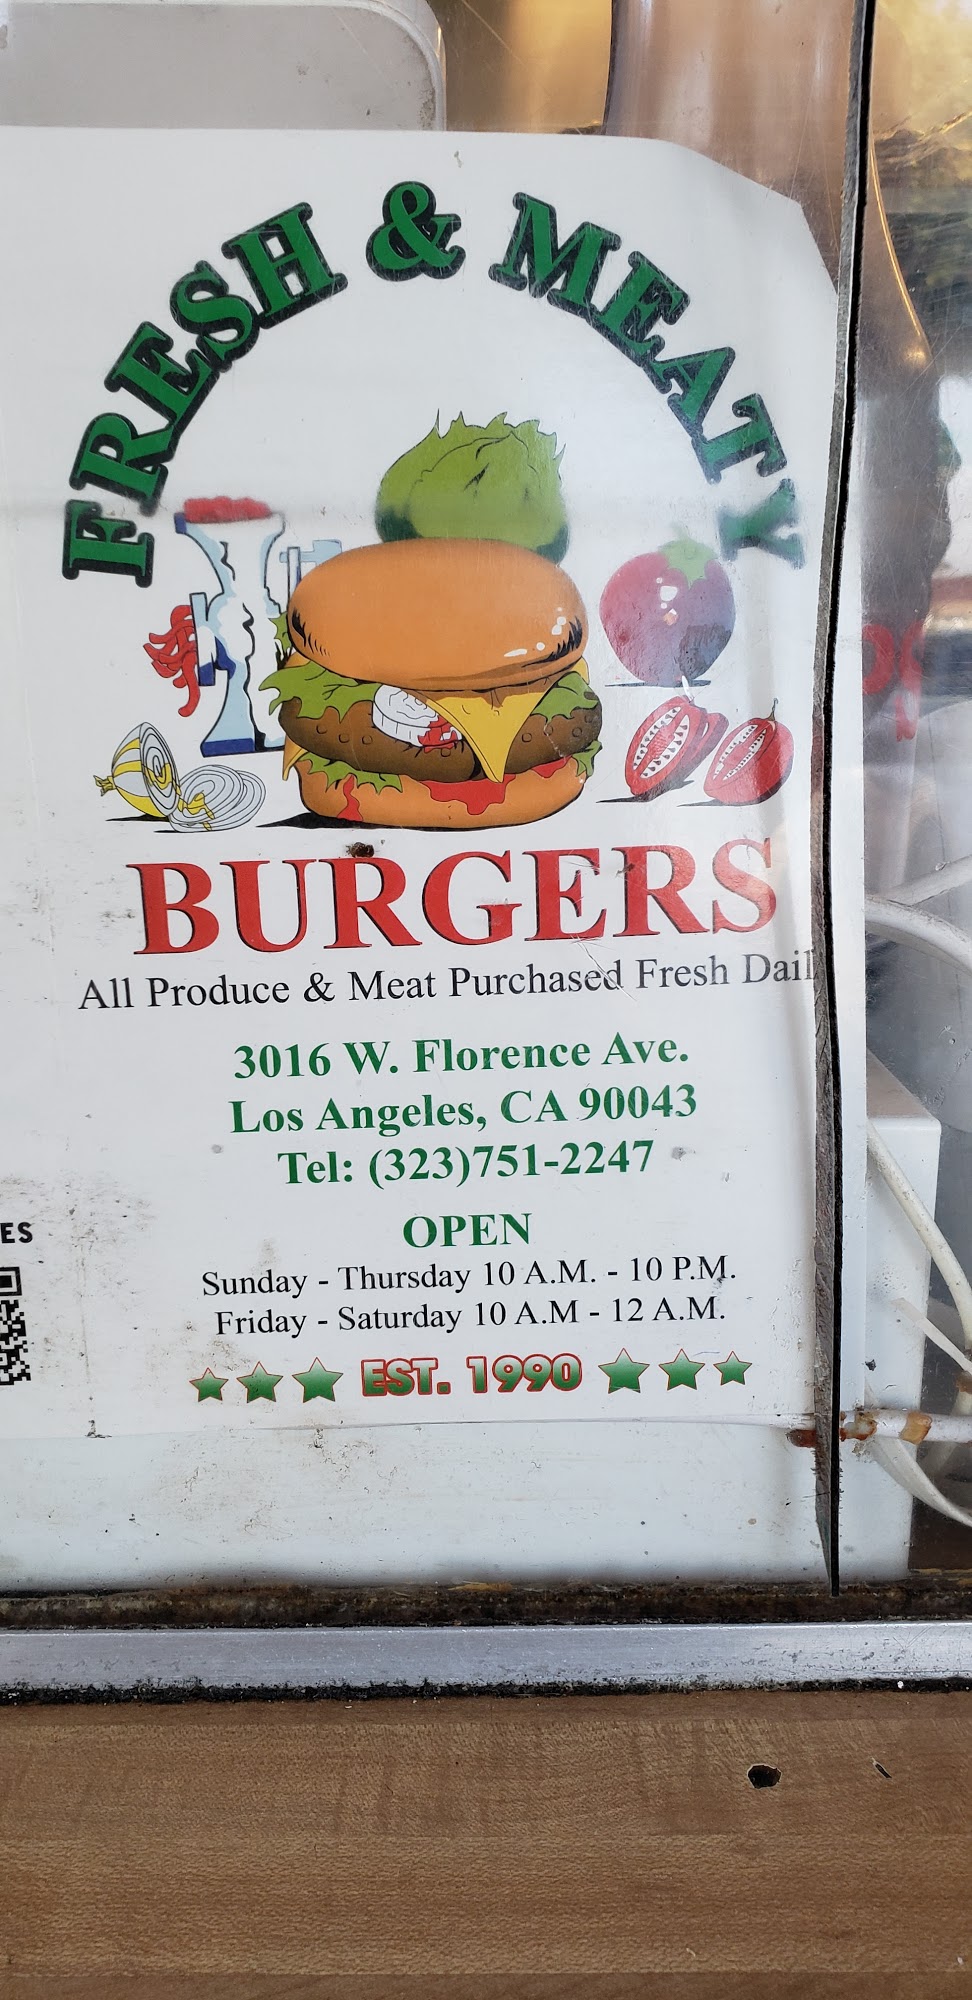 FRESH & MEATY
BURGERS
All Produce & Meat Purchased Fresh Dail
3016 W. Florence Ave.
Los Angeles, CA 90043
Tel: (323)751-2247
OPEN
Sunday - Thursday 10 A.M. - 10 P.M.
Friday - Saturday 10 A.M - 12 A.M.
EST. 1990
ES